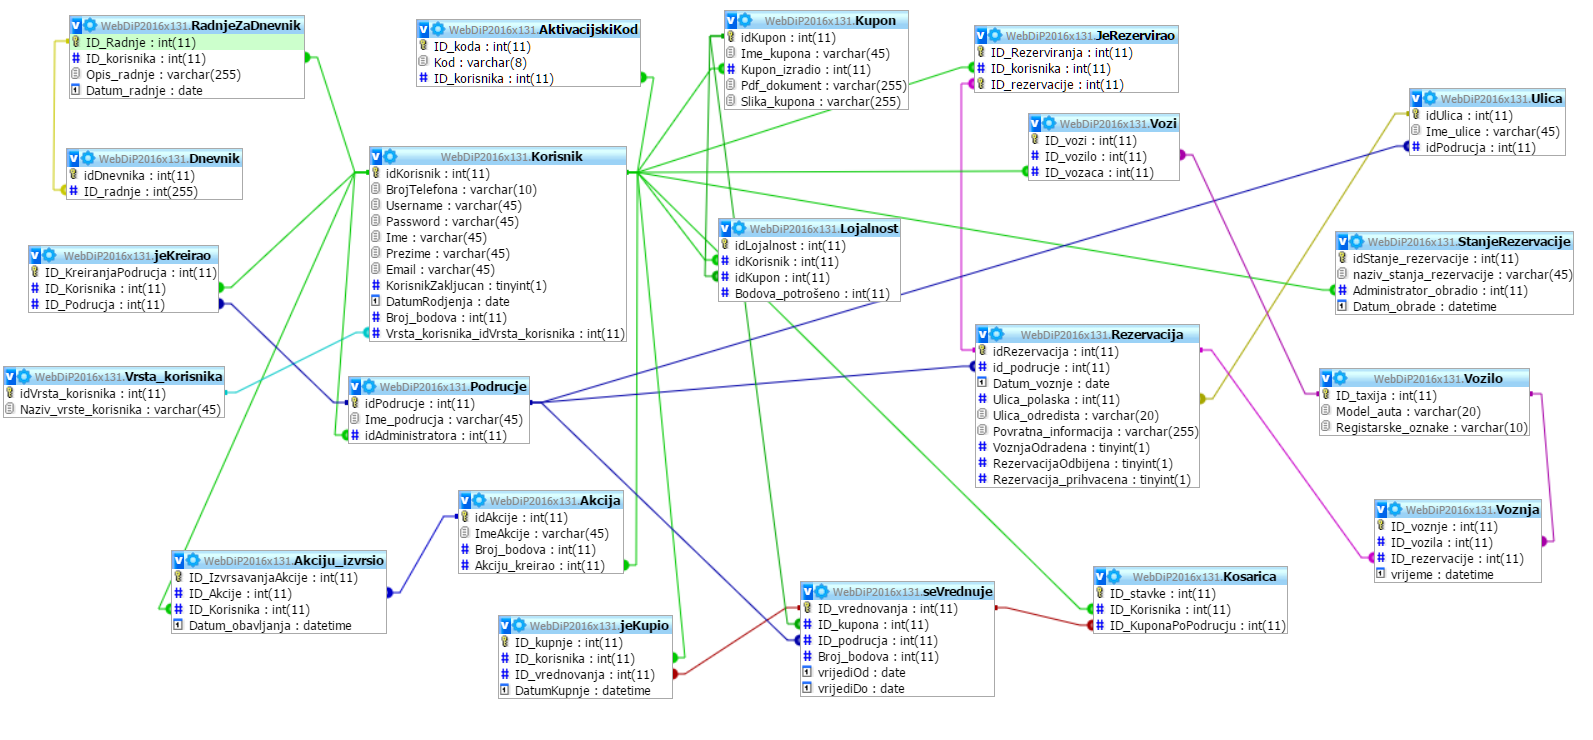 WebDiP2016x131.RadnjeZaDnevnik
ID_Radnje : int(11)
ID_korisnika : int(11)
Opis_radnje : varchar(255)
Datum_radnje : date
WebDiP2016x131.AktivacijskiKod
ID_koda : int(11)
Kod : varchar(8)
ID_korisnika : int(11)
WebDiP2016x131.Kupon
idKupon : int(11)
Ime_kupona : varchar(45)
Kupon_izradio : int(11)
Pdf_dokument : varchar(255)
Slika_kupona : varchar(255)
WebDiP2016x131.JeRezervirao
ID_Rezerviranja : int(11)
ID_korisnika : int(11)
ID_rezervacije : int(11)
WebDiP2016x131.Ulica
idUlica : int(11)
Ime_ulice : varchar(45)
idPodrucja : int(11)
WebDiP2016x131.Vozi
ID_vozi : int(11)
ID_vozilo : int(11)
ID_vozaca : int(11)
WebDiP2016x131.Dnevnik
idDnevnika : int(11)
ID_radnje : int(255)
WebDiP2016x131.Korisnik
idKorisnik : int(11)
BrojTelefona : varchar(10)
Username : varchar(45)
Password : varchar(45)
Ime : varchar(45)
Prezime : varchar(45)
Email : varchar(45)
KorisnikZakljucan : tinyint(1)
DatumRodjenja : date
Broj_bodova : int(11)
Vrsta_korisnika_idVrsta_korisnika : int(11)
WebDiP2016x131.Lojalnost
idLojalnost : int(11)
idKorisnik : int(11)
idKupon : int(11)
Bodova_potrošeno : int(11)
WebDiP2016x131.StanjeRezervacije
idStanje_rezervacije : int(11)
naziv_stanja_rezervacije : varchar(45)
Administrator_obradio : int(11)
Datum_obrade : datetime
WebDiP2016x131.jeKreirao
ID_KreiranjaPodrucja : int(11)
ID_Korisnika : int(11)
ID_Podrucja : int(11)
WebDiP2016x131.Rezervacija
idRezervacija : int(11)
id_podrucje : int(11)
Datum_voznje : date
Ulica_polaska : int(11)
Ulica_odredista : varchar(20)
Povratna_informacija : varchar(255)
VoznjaOdradena : tinyint(1)
RezervacijaOdbijena : tinyint(1)
Rezervacija_prihvacena : tinyint(1)
WebDiP2016x131.Vrsta_korisnika
idVrsta_korisnika : int(11)
Naziv_vrste_korisnika : varchar(45)
WebDiP2016x131.Podrucje
idPodrucje : int(11)
Ime_podrucja : varchar(45)
idAdministratora : int(11)
WebDiP2016x131.Vozilo
ID_taxija : int(11)
Model_auta : varchar(20)
Registarske_oznake : varchar(10)
WebDiP2016x131.Akcija
idAkcije : int(11)
ImeAkcije : varchar(45)
Broj_bodova : int(11)
Akciju_kreirao : int(11)
WebDiP2016x131.Voznja
ID_voznje : int(11)
ID_vozila : int(11)
ID_rezervacije : int(11)
vrijeme : datetime
WebDiP2016x131.Akciju_izvrsio
ID_IzvrsavanjaAkcije : int(11)
ID_Akcije : int(11)
ID_Korisnika : int(11)
Datum_obavljanja : datetime
WebDiP2016x131.seVrednuje
ID_vrednovanja : int(11)
ID_kupona : int(11)
ID_podrucja : int(11)
Broj_bodova : int(11)
vrijediOd : date
vrijediDo : date
WebDiP2016x131.Kosarica
ID_stavke : int(11)
ID_Korisnika : int(11)
ID_KuponaPoPodrucju : int(11)
WebDiP2016x131.jeKupio
ID_kupnje : int(11)
ID_korisnika : int(11)
ID_vrednovanja : int(11)
DatumKupnje : datetime